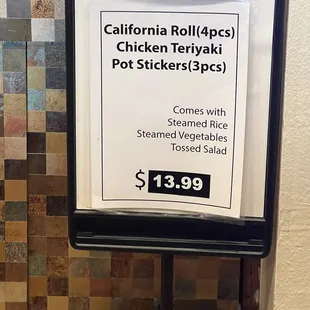 California Roll(4pcs)
Chicken Teriyaki
Pot Stickers(3pcs)
Comes with
Steamed Rice
Steamed Vegetables
Tossed Salad
$13.99